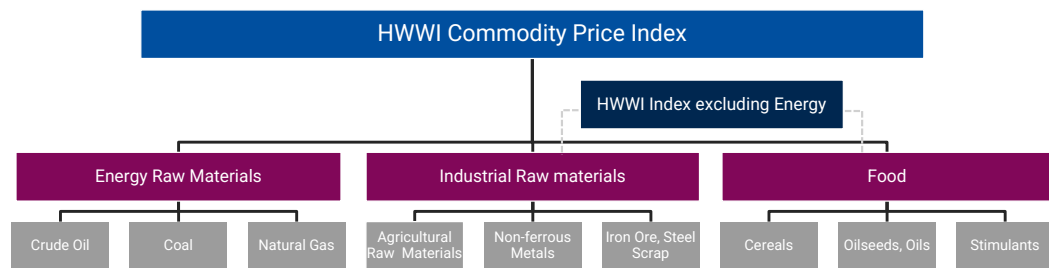 HWWI Commodity Price Index
HWWI Index excluding Energy
Energy Raw Materials
Industrial Raw materials
Food
Crude Oil
Coal
Natural Gas
Agricultural
Raw Materials
Non-ferrous
Metals
Iron Ore, Steel
Scrap
Cereals
Oilseeds, Oils
Stimulants